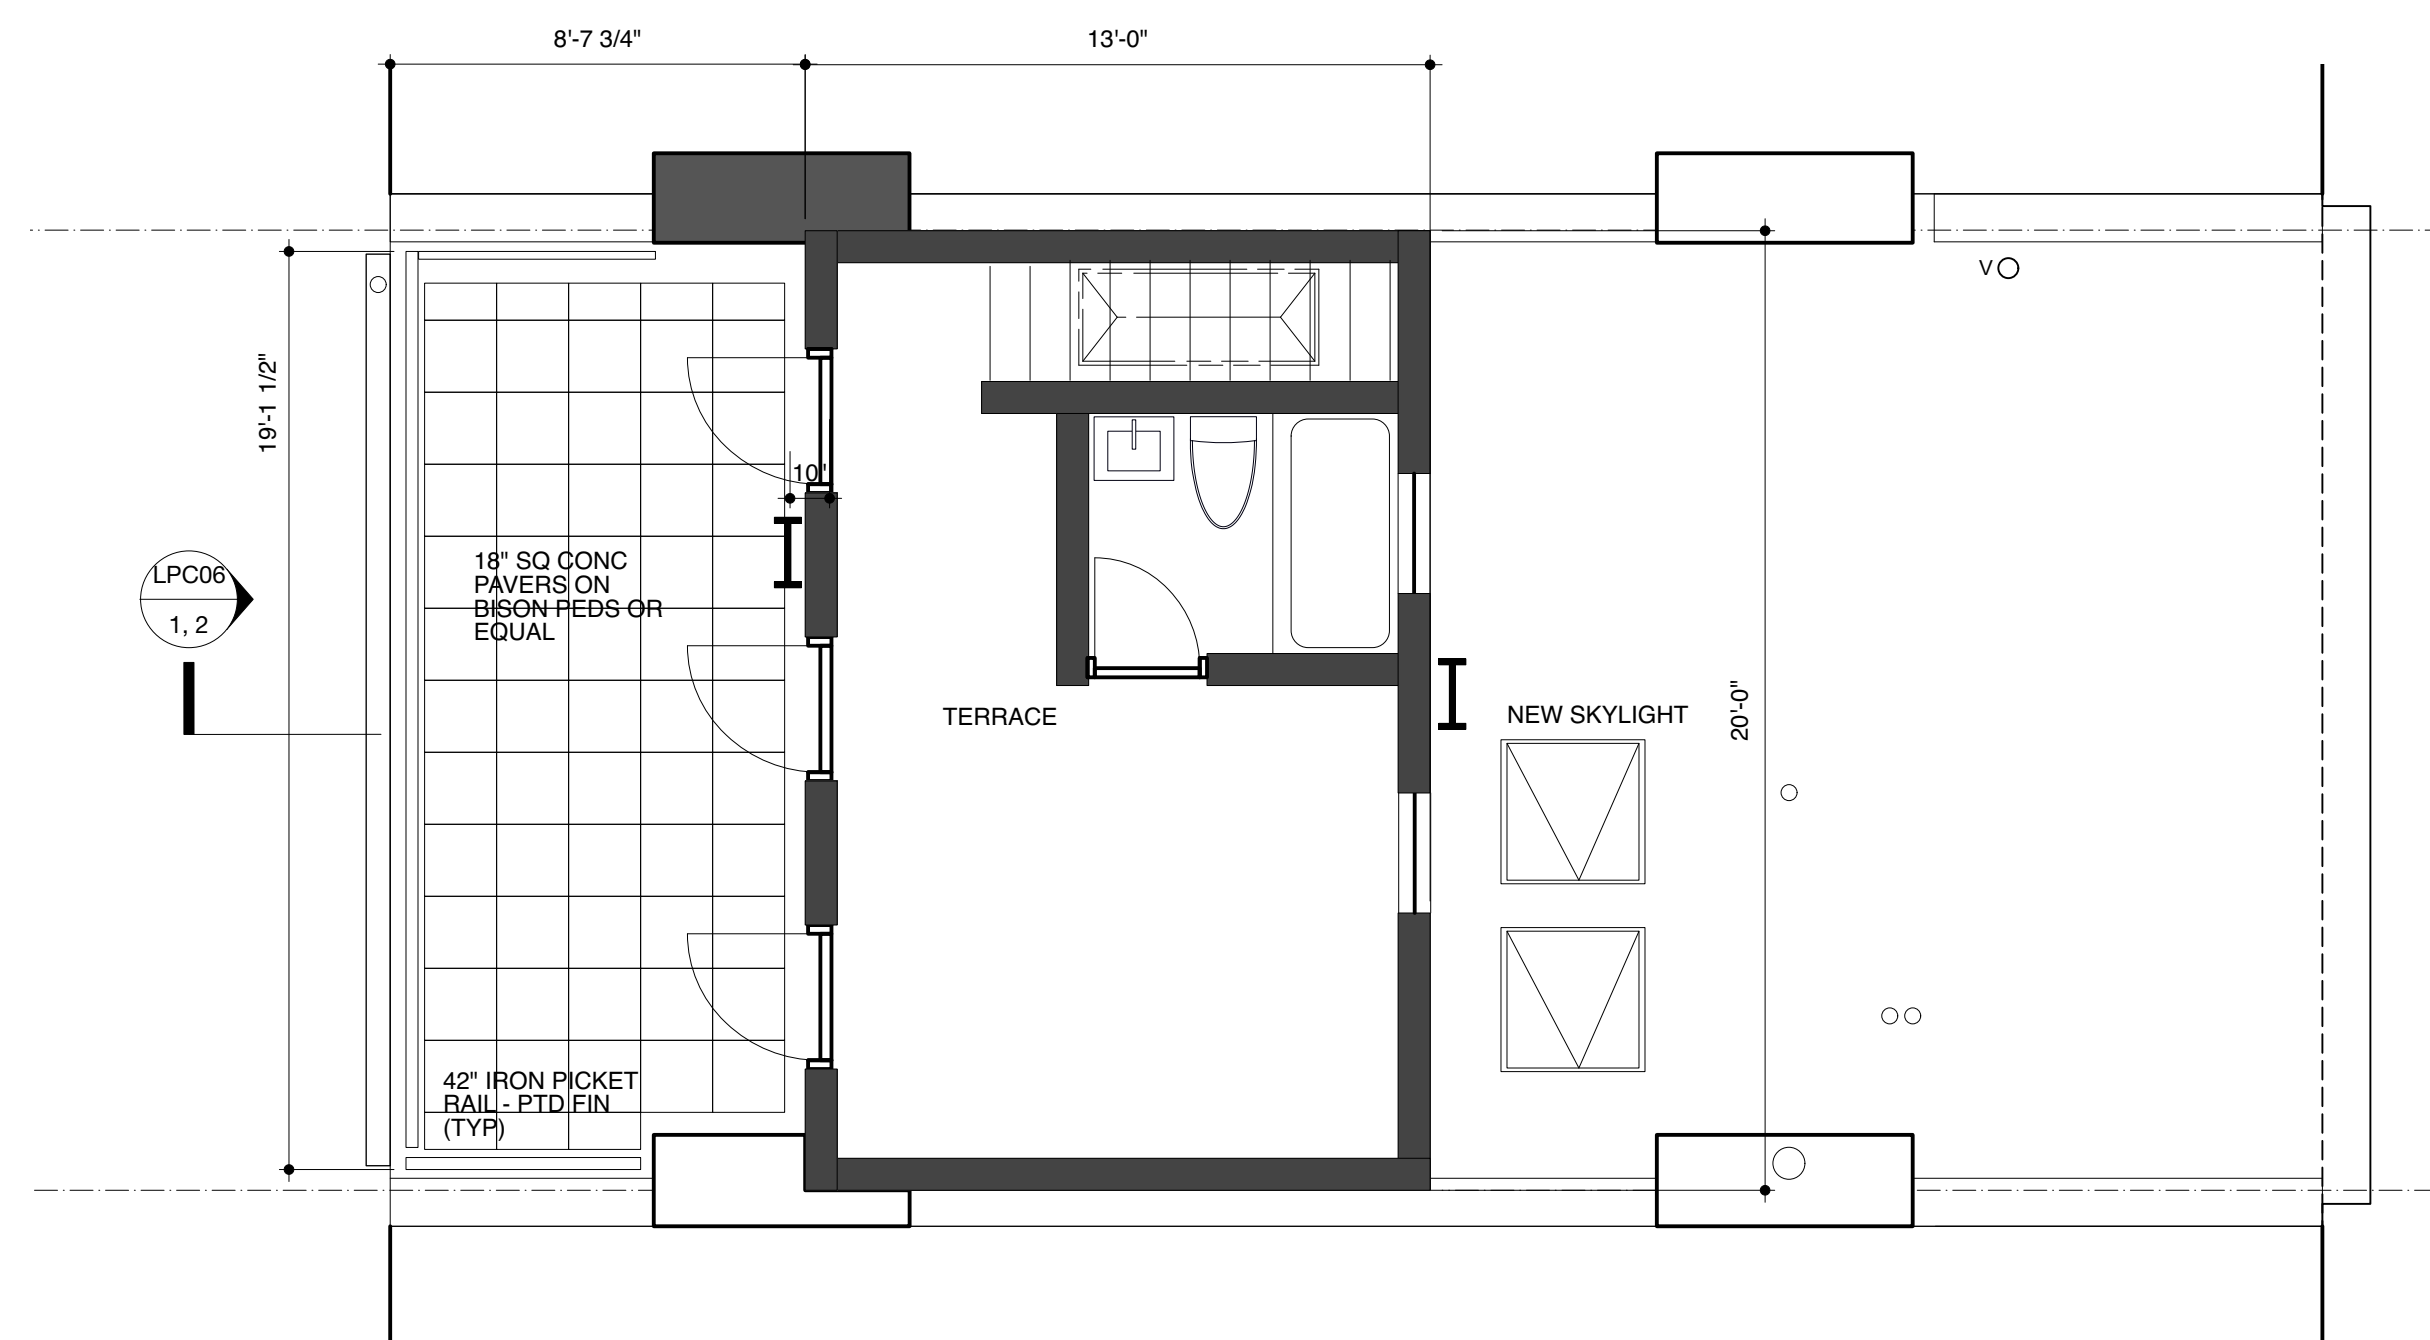 8'-7 3/4"
13'-0"
V
19'-1 1/2"
10"
LPC06
1, 2
18" SQ CONC
PAVERS ON
BISON PEDS OR
EQUAL
TERRACE
NEW SKYLIGHT
20'-0"
42" IRON PICKET
RAIL - PTD FIN
(TYP)